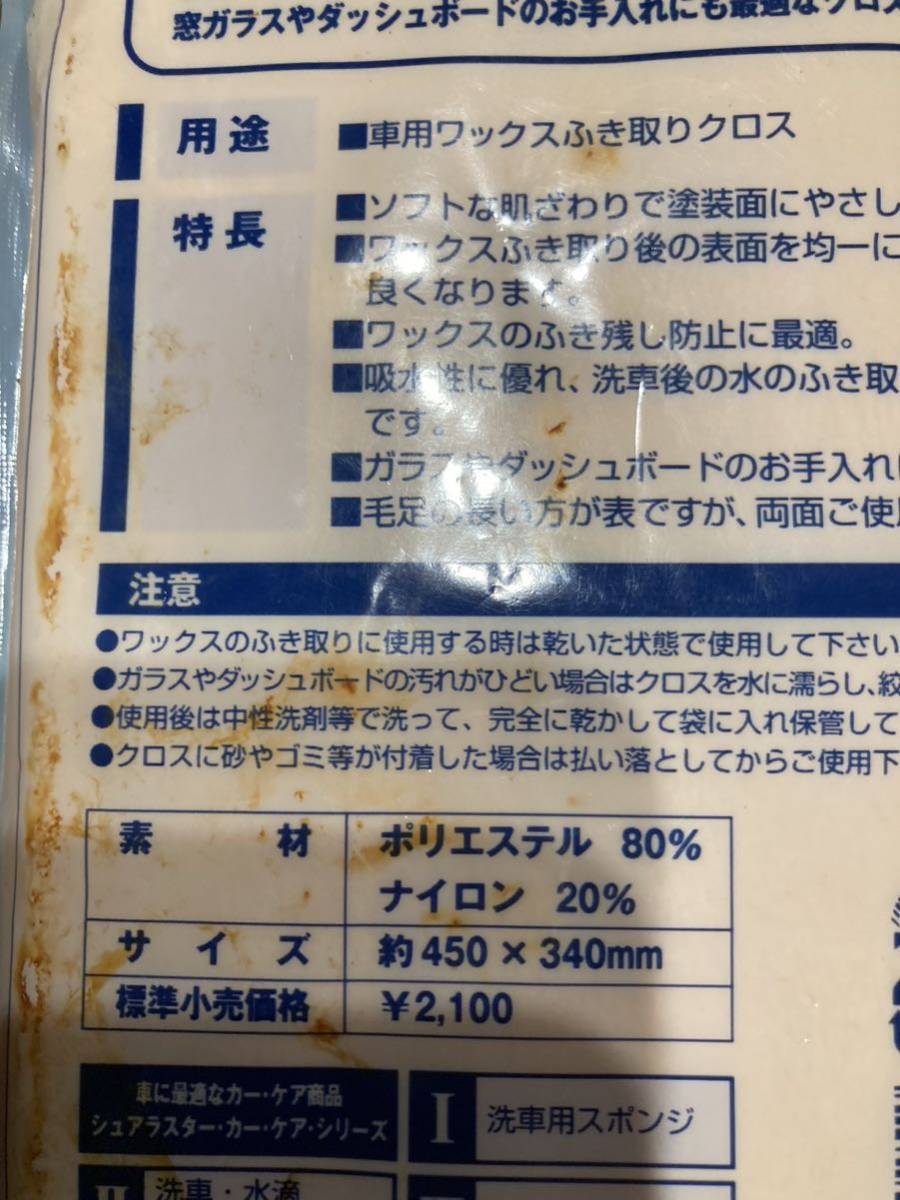 窓ガラスやダッシュボードのお手入れにも最適なクロス
用途
■車用ワックスふき取りクロス
特長
■ソフトな肌ざわりで塗装面にやさし
■ワックスふき取り後の表面を均一に
良くなります。
■ワックスのふき残し防止に最適。
■吸水性に優れ、洗車後の水のふき取
です。
■ガラスやダッシュボードのお手入れ
■毛足の長い方が表ですが、両面ご使
注意
●ワックスのふき取りに使用する時は乾いた状態で使用して下さい
●ガラスやダッシュボードの汚れがひどい場合はクロスを水に濡らし、絞
●使用後は中性洗剤等で洗って、完全に乾かして袋に入れ保管して
●クロスに砂やゴミ等が付着した場合は払い落としてからご使用下
素材 ポリエステル 80%
ナイロン 20%
サイズ 約450×340mm
標準小売価格 ¥2,100
車に最適なカー・ケア商品
シュアラスター・カー・ケア・シリーズ
I 洗車用スポンジ
II 洗車・水滴